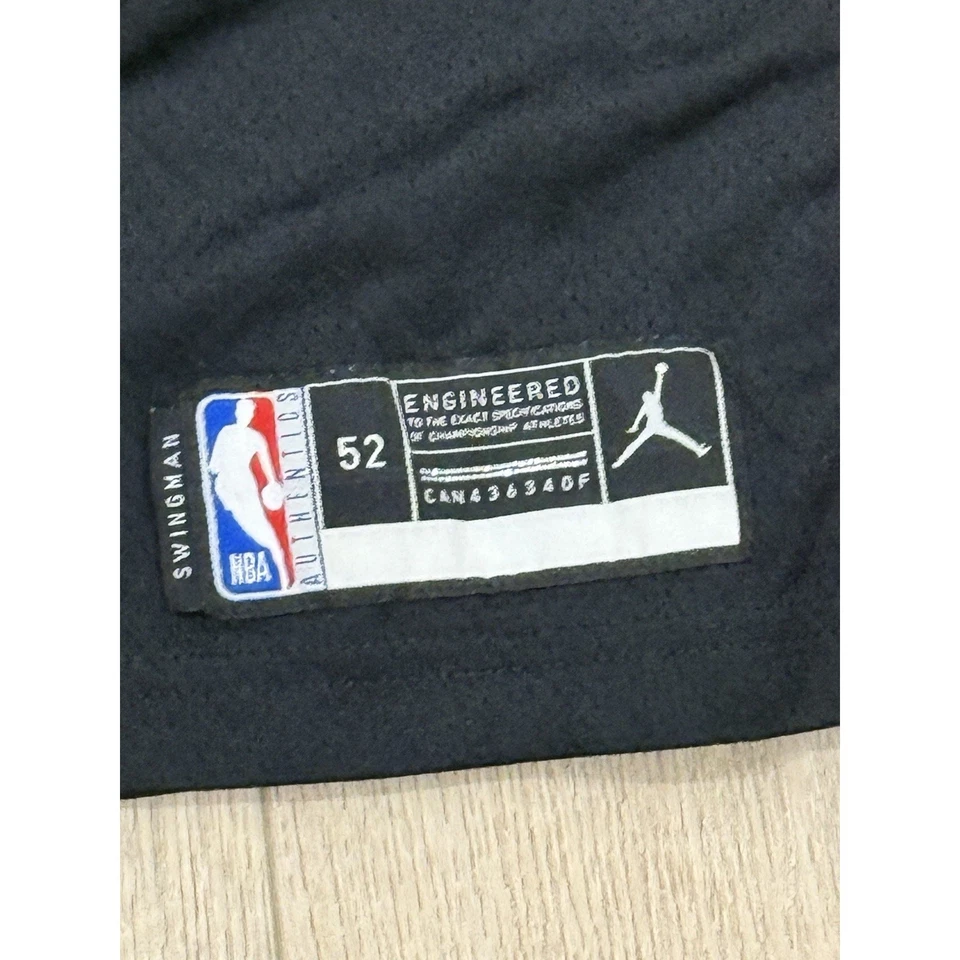 SWINGMAN
NBA
AUTHENTICS
52
ENGINEERED
TO THE EXACT SPECIFICATIONS
OF CHAMPIONSHIP ATHLETES
CAN436340F